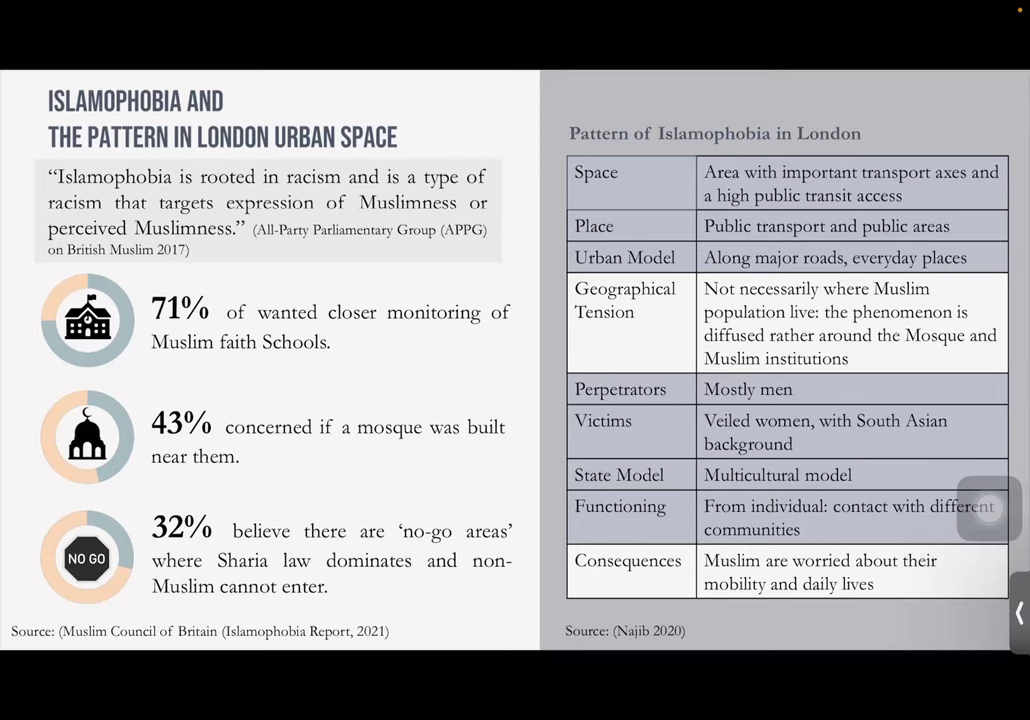 ISLAMOPHOBIA AND
THE PATTERN IN LONDON URBAN SPACE
“Islamophobia is rooted in racism and is a type of
racism that targets expression of Muslimness or
perceived Muslimness.” (All-Party Parliamentary Group (APPG)
on British Muslim 2017)
71% of wanted closer monitoring of
Muslim faith Schools.
43% concerned if a mosque was built
near them.
NO GO
32% believe there are ‘no-go areas’
where Sharia law dominates and non-
Muslim cannot enter.
Source: (Muslim Council of Britain (Islamophobia Report, 2021)
Pattern of Islamophobia in London
Space
Area with important transport axes and
a high public transit access
Place
Public transport and public areas
Urban Model
Along major roads, everyday places
Geographical
Tension
Not necessarily where Muslim
population live: the phenomenon is
diffused rather around the Mosque and
Muslim institutions
Perpetrators
Mostly men
Victims
Veiled women, with South Asian
background
State Model
Multicultural model
Functioning
From individual: contact with different
communities
Consequences
Muslim are worried about their
mobility and daily lives
Source: (Najib 2020)